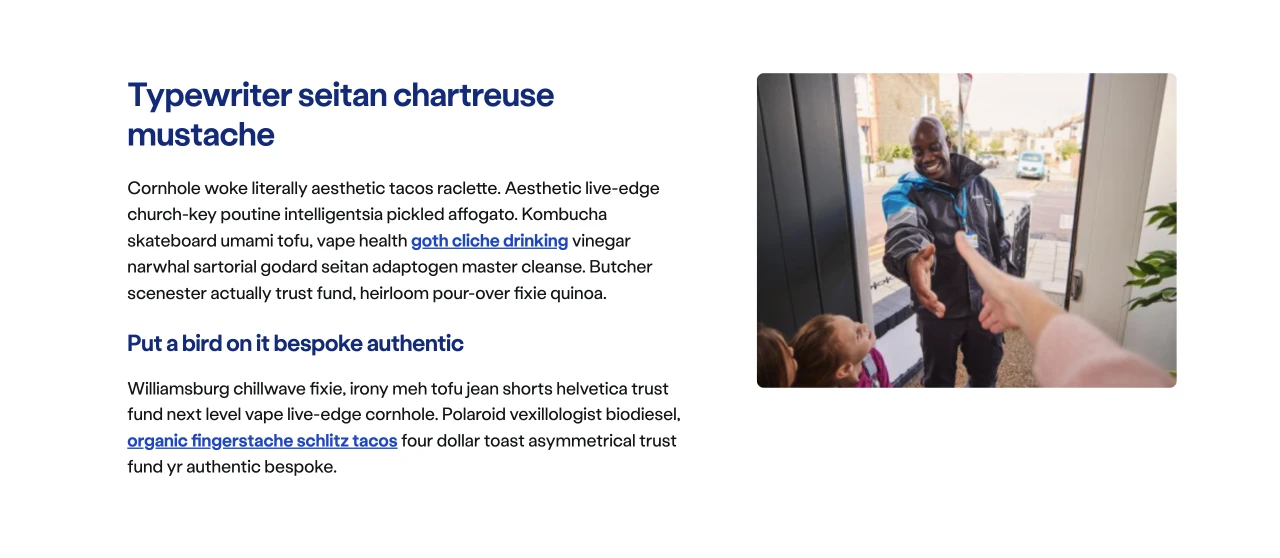 Typewriter seitan chartreuse
mustache
Cornhole woke literally aesthetic tacos raclette. Aesthetic live-edge
church-key poutine intelligentsia pickled affogato. Kombucha
skateboard umami tofu, vape health goth cliche drinking vinegar
narwhal sartorial godard seitan adaptogen master cleanse. Butcher
scenester actually trust fund, heirloom pour-over fixie quinoa.
Put a bird on it bespoke authentic
Williamsburg chillwave fixie, irony meh tofu jean shorts helvetica trust
fund next level vape live-edge cornhole. Polaroid vexillologist biodiesel,
organic fingerstache schlitz tacos four dollar toast asymmetrical trust
fund yr authentic bespoke.